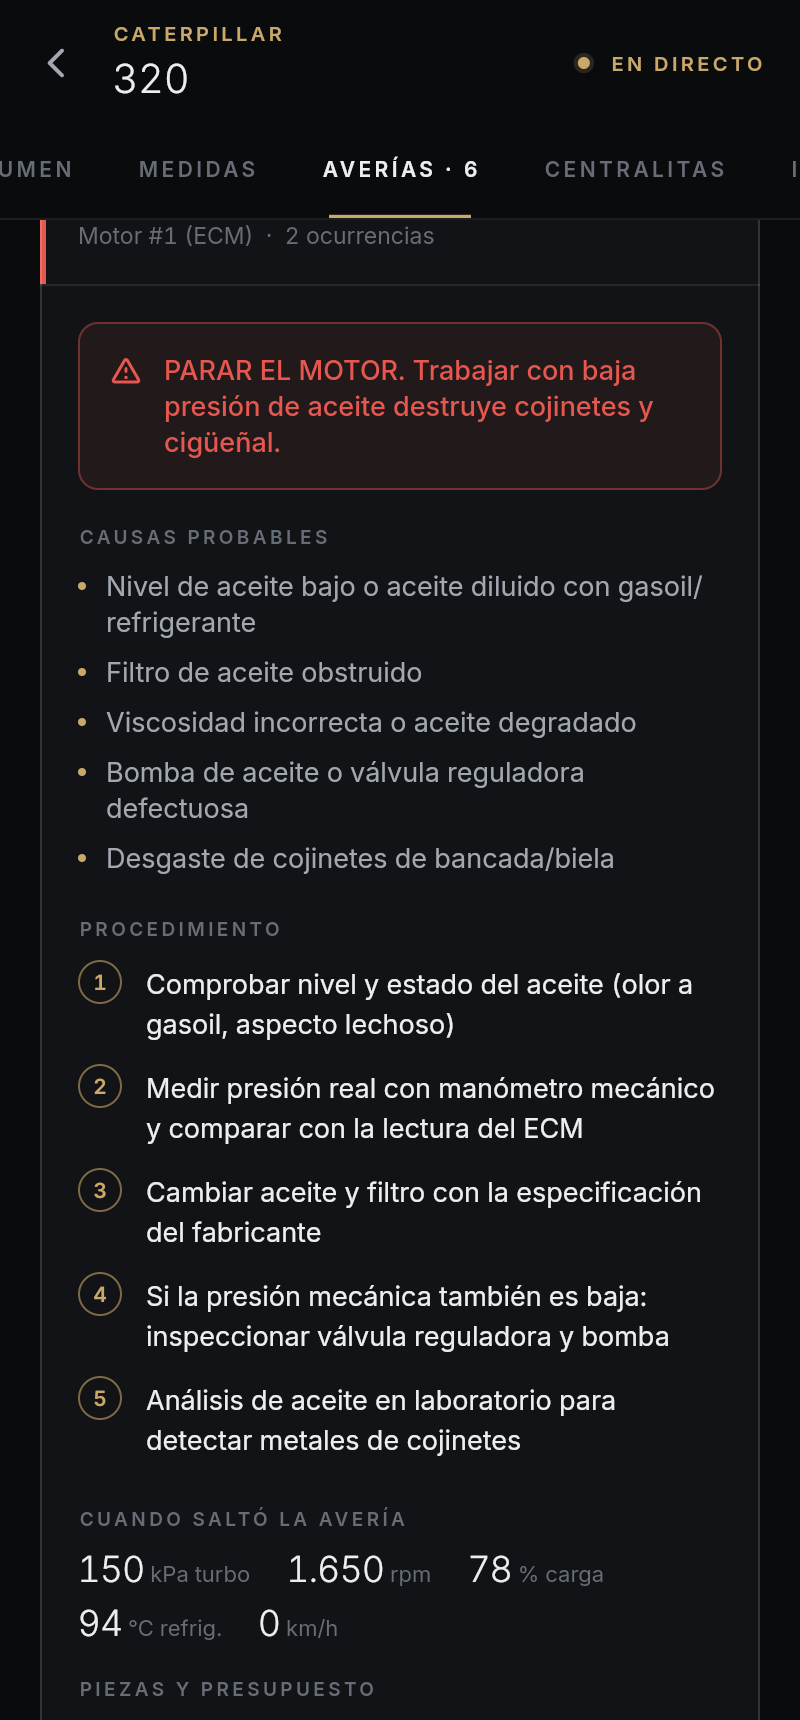 CATERPILLAR
320
EN DIRECTO
UMEN MEDIDAS AVERÍAS · 6 CENTRALITAS
Motor #1 (ECM) · 2 ocurrencias
PARAR EL MOTOR. Trabajar con baja
presión de aceite destruye cojinetes y
cigüeñal.
CAUSAS PROBABLES
• Nivel de aceite bajo o aceite diluido con gasoil/
refrigerante
• Filtro de aceite obstruido
• Viscosidad incorrecta o aceite degradado
• Bomba de aceite o válvula reguladora
defectuosa
• Desgaste de cojinetes de bancada/biela
PROCEDIMIENTO
1 Comprobar nivel y estado del aceite (olor a
gasoil, aspecto lechoso)
2 Medir presión real con manómetro mecánico
y comparar con la lectura del ECM
3 Cambiar aceite y filtro con la especificación
del fabricante
4 Si la presión mecánica también es baja:
inspeccionar válvula reguladora y bomba
5 Análisis de aceite en laboratorio para
detectar metales de cojinetes
CUANDO SALTÓ LA AVERÍA
150 kPa turbo 1.650 rpm 78 % carga
94 °C refrig. 0 km/h
PIEZAS Y PRESUPUESTO